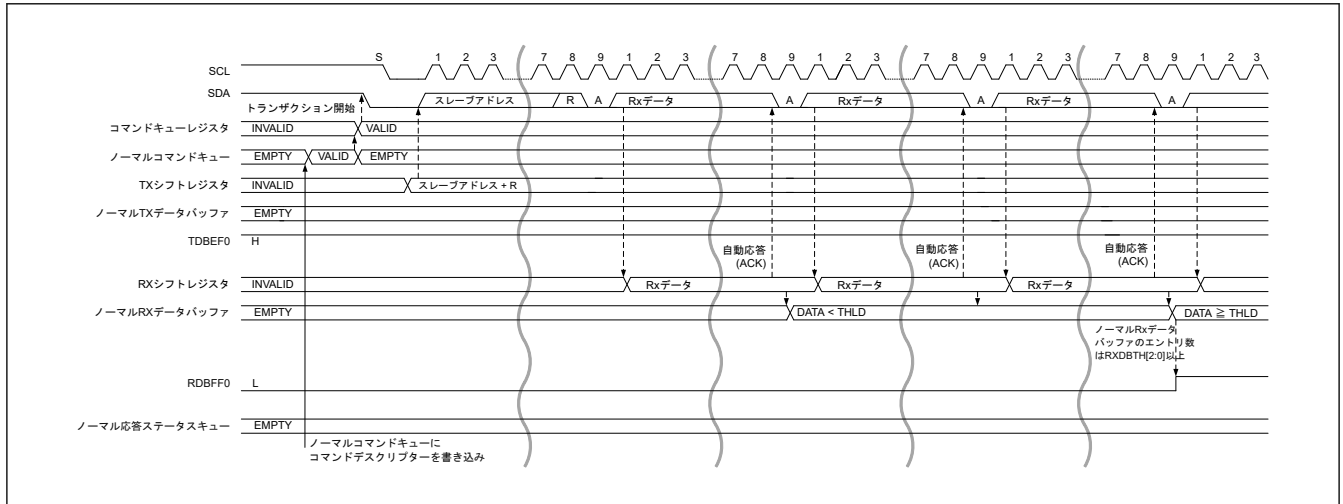 S 1 2 3 7 8 9 1 2 3 7 8 9 1 2 3 7 8 9 1 2 3 7 8 9 1 2 3
SCL
SDA
トランザクション開始
スレーブアドレス R A Rxデータ A Rxデータ A Rxデータ A
コマンドキューレジスタ INVALID VALID
ノーマルコマンドキュー EMPTY VALID EMPTY
TXシフトレジスタ INVALID スレーブアドレス + R
ノーマルTXデータバッファ EMPTY
TDBEF0 H
自動応答
(ACK)
自動応答
(ACK)
自動応答
(ACK)
RXシフトレジスタ INVALID Rxデータ Rxデータ Rxデータ
ノーマルRXデータバッファ EMPTY DATA < THLD DATA ≧ THLD
ノーマルRxデータ
バッファのエントリ数
はRXDBTH[2:0]以上
RDBFF0 L
ノーマル応答ステータスキュー EMPTY
ノーマルコマンドキューに
コマンドデスクリプターを書き込み